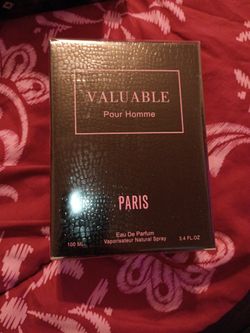 VALUABLE
Pour Homme
PARIS
Eau De Parfum
100 ML Vaporisateur Natural Spray 3.4 FL.OZ